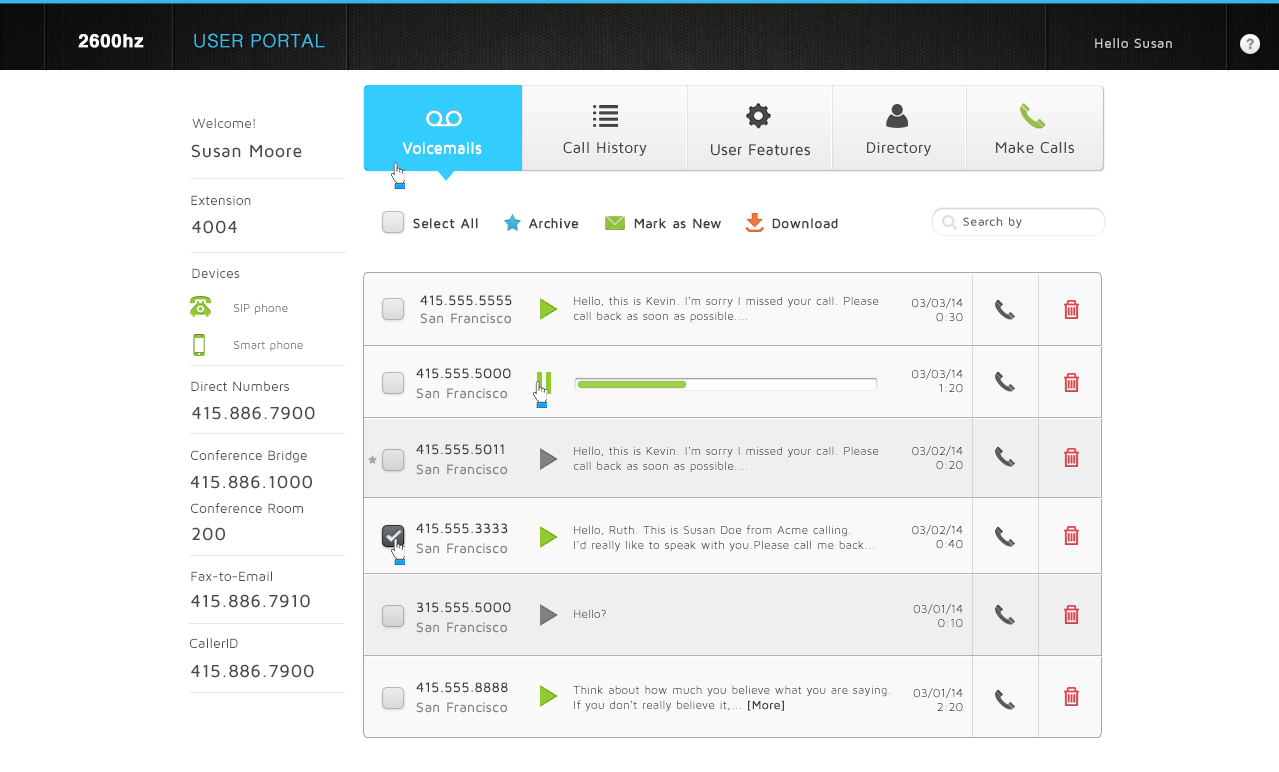 2600hz
USER PORTAL
Hello Susan
?
Welcome!
Susan Moore
Extension
4004
Devices
SIP phone
Smart phone
Direct Numbers
415.886.7900
Conference Bridge
415.886.1000
Conference Room
200
Fax-to-Email
415.886.7910
CallerID
415.886.7900
Voicemails
Call History
User Features
Directory
Make Calls
Select All
Archive
Mark as New
Download
Search by
415.555.5555
San Francisco
Hello, this is Kevin. I'm sorry I missed your call. Please
call back as soon as possible....
03/03/14
0:30
415.555.5000
San Francisco
03/03/14
1:20
415.555.5011
San Francisco
Hello, this is Kevin. I'm sorry I missed your call. Please
call back as soon as possible....
03/02/14
0:20
415.555.3333
San Francisco
Hello, Ruth. This is Susan Doe from Acme calling.
I'd really like to speak with you.Please call me back...
03/02/14
0:40
315.555.5000
San Francisco
Hello?
03/01/14
0:10
415.555.8888
San Francisco
Think about how much you believe what you are saying.
If you don't really believe it,... [More]
03/01/14
2:20